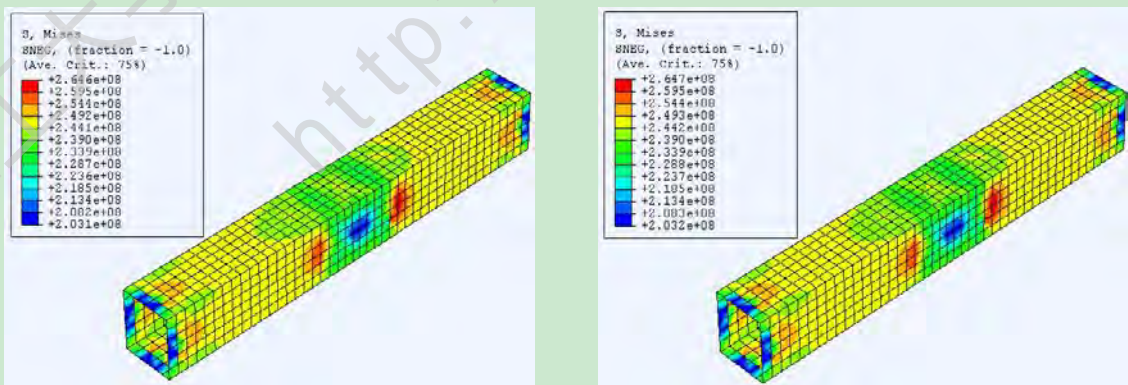 S, Mises
SNEG, (fraction = -1.0)
(Ave. Crit.: 75%)
+2.646e+08
+2.595e+08
+2.544e+08
+2.492e+08
+2.441e+08
+2.390e+08
+2.339e+08
+2.287e+08
+2.236e+08
+2.185e+08
+2.134e+08
+2.082e+08
+2.031e+08
S, Mises
SNEG, (fraction = -1.0)
(Ave. Crit.: 75%)
+2.647e+08
+2.595e+08
+2.544e+08
+2.493e+08
+2.442e+08
+2.390e+08
+2.339e+08
+2.288e+08
+2.237e+08
+2.185e+08
+2.134e+08
+2.083e+08
+2.032e+08
http.